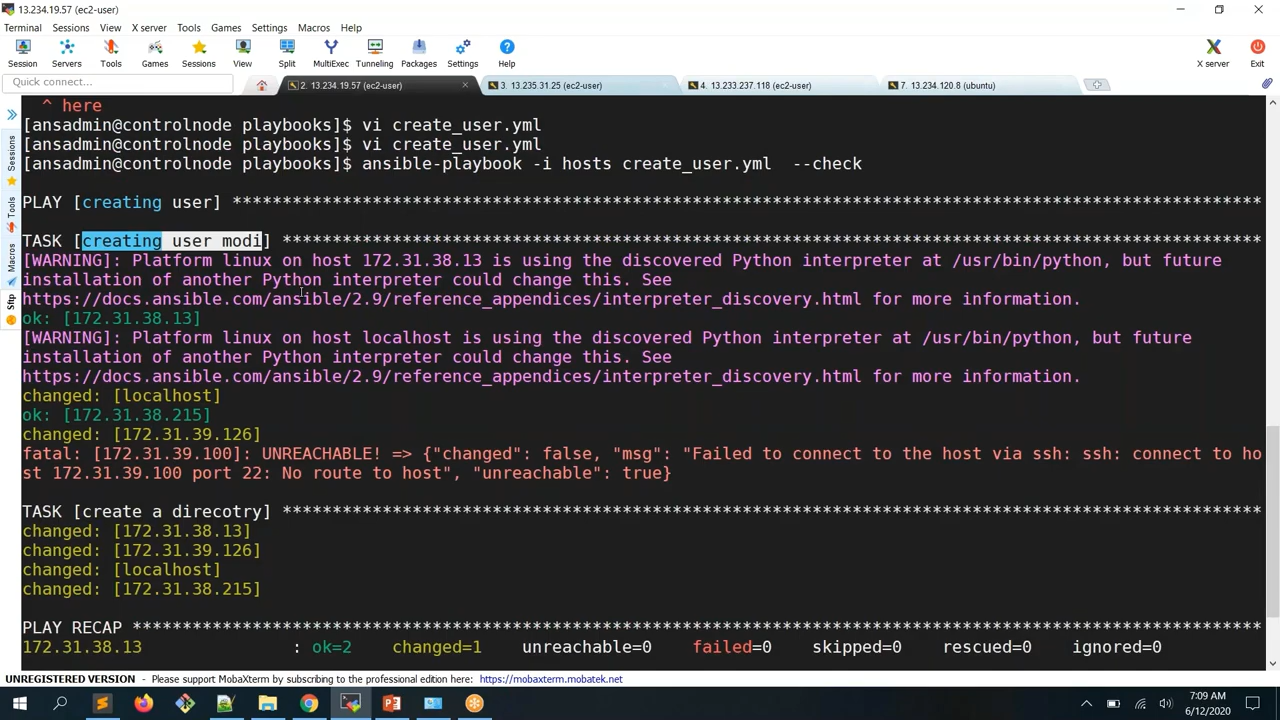 13.234.19.57 (ec2-user)
Terminal Sessions View X server Tools Games Settings Macros Help
Session Servers Tools Games Sessions View Split MultiExec Tunneling Packages Settings Help X server Exit
Quick connect...
2. 13.234.19.57 (ec2-user)
3. 13.235.31.25 (ec2-user)
4. 13.233.237.118 (ec2-user)
7. 13.234.120.8 (ubuntu)
Sessions
Tools
Macros
Sftp
^ here
[ansadmin@controlnode playbooks]$ vi create_user.yml
[ansadmin@controlnode playbooks]$ vi create_user.yml
[ansadmin@controlnode playbooks]$ ansible-playbook -i hosts create_user.yml  --check
PLAY [creating user] *******************************************************************************************************
TASK [creating user modi] **************************************************************************************************
[WARNING]: Platform linux on host 172.31.38.13 is using the discovered Python interpreter at /usr/bin/python, but future
installation of another Python interpreter could change this. See
https://docs.ansible.com/ansible/2.9/reference_appendices/interpreter_discovery.html for more information.
ok: [172.31.38.13]
[WARNING]: Platform linux on host localhost is using the discovered Python interpreter at /usr/bin/python, but future
installation of another Python interpreter could change this. See
https://docs.ansible.com/ansible/2.9/reference_appendices/interpreter_discovery.html for more information.
changed: [localhost]
ok: [172.31.38.215]
changed: [172.31.39.126]
fatal: [172.31.39.100]: UNREACHABLE! => {"changed": false, "msg": "Failed to connect to the host via ssh: ssh: connect to ho
st 172.31.39.100 port 22: No route to host", "unreachable": true}
TASK [create a direcotry] **************************************************************************************************
changed: [172.31.38.13]
changed: [172.31.39.126]
changed: [localhost]
changed: [172.31.38.215]
PLAY RECAP *****************************************************************************************************************
172.31.38.13 : ok=2 changed=1 unreachable=0 failed=0 skipped=0 rescued=0 ignored=0
UNREGISTERED VERSION - Please support MobaXterm by subscribing to the professional edition here: https://mobaxterm.mobatek.net
7:09 AM
6/12/2020